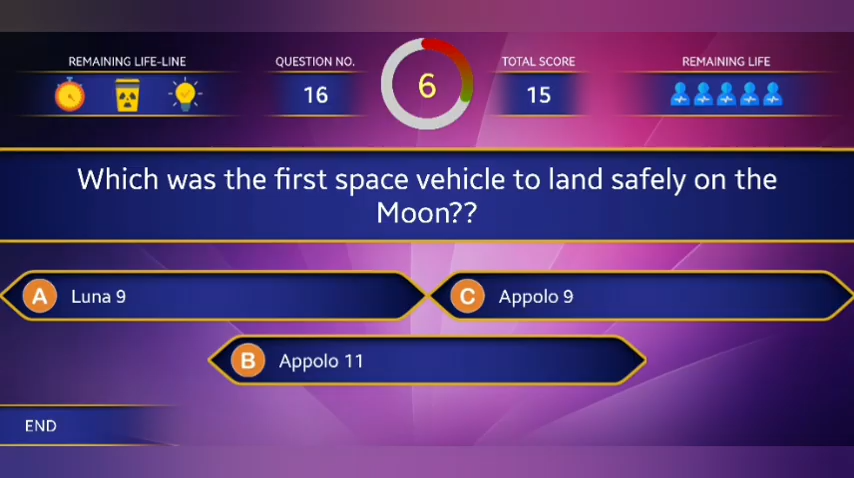 REMAINING LIFE-LINE
QUESTION NO.
16
6
TOTAL SCORE
15
REMAINING LIFE
Which was the first space vehicle to land safely on the
Moon??
A Luna 9
C Appolo 9
B Appolo 11
END